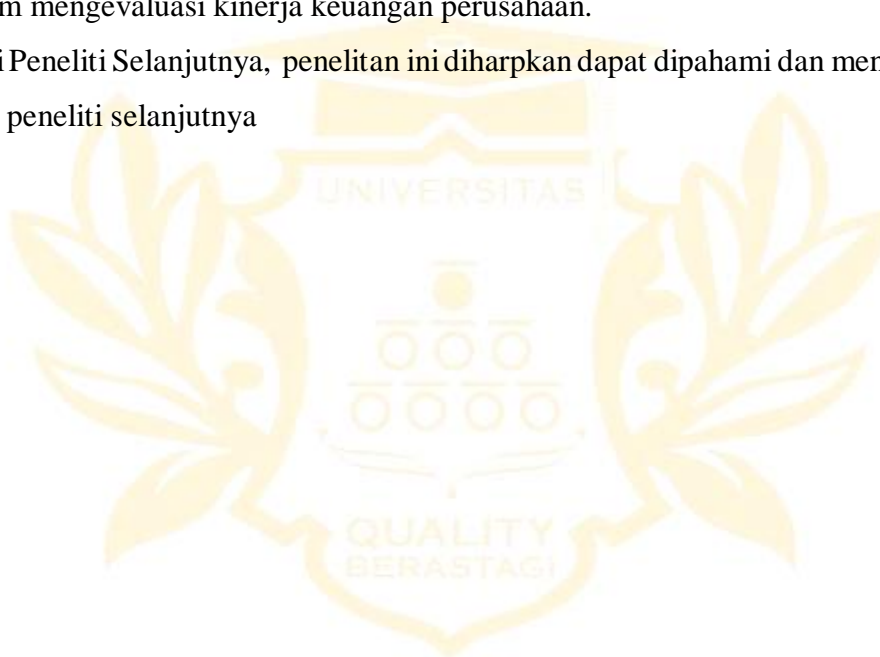 m mengevaluasi kinerja keuangan perusahaan.
i Peneliti Selanjutnya, penelitan ini diharpkan dapat dipahami dan men
peneliti selanjutnya
UNIVERSITAS
QUALITY
BERASTAGI